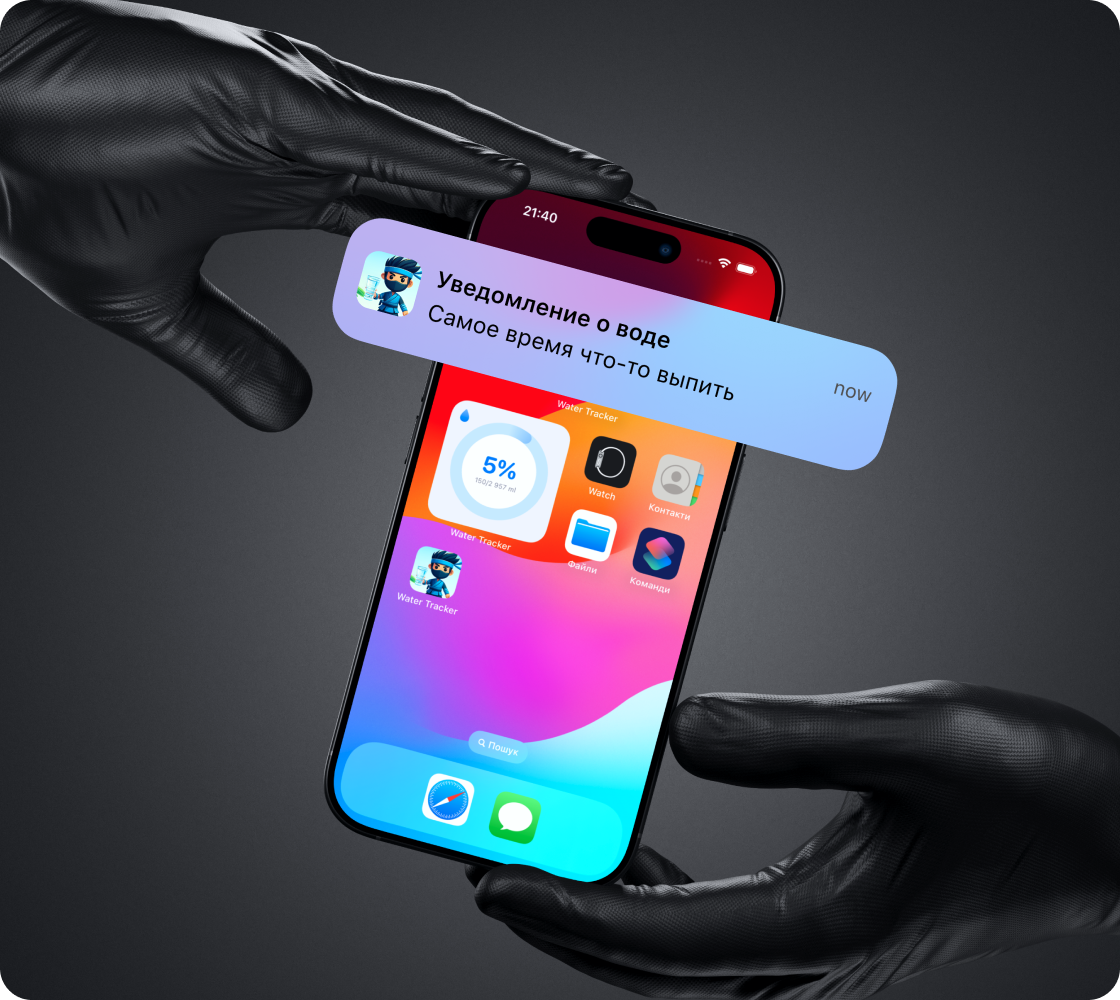 21:40
Уведомление о воде
Самое время что-то выпить
now
Water Tracker
5%
150/2 957 ml
Watch
Контакти
Water Tracker
Файли
Команди
Water Tracker
Пошук